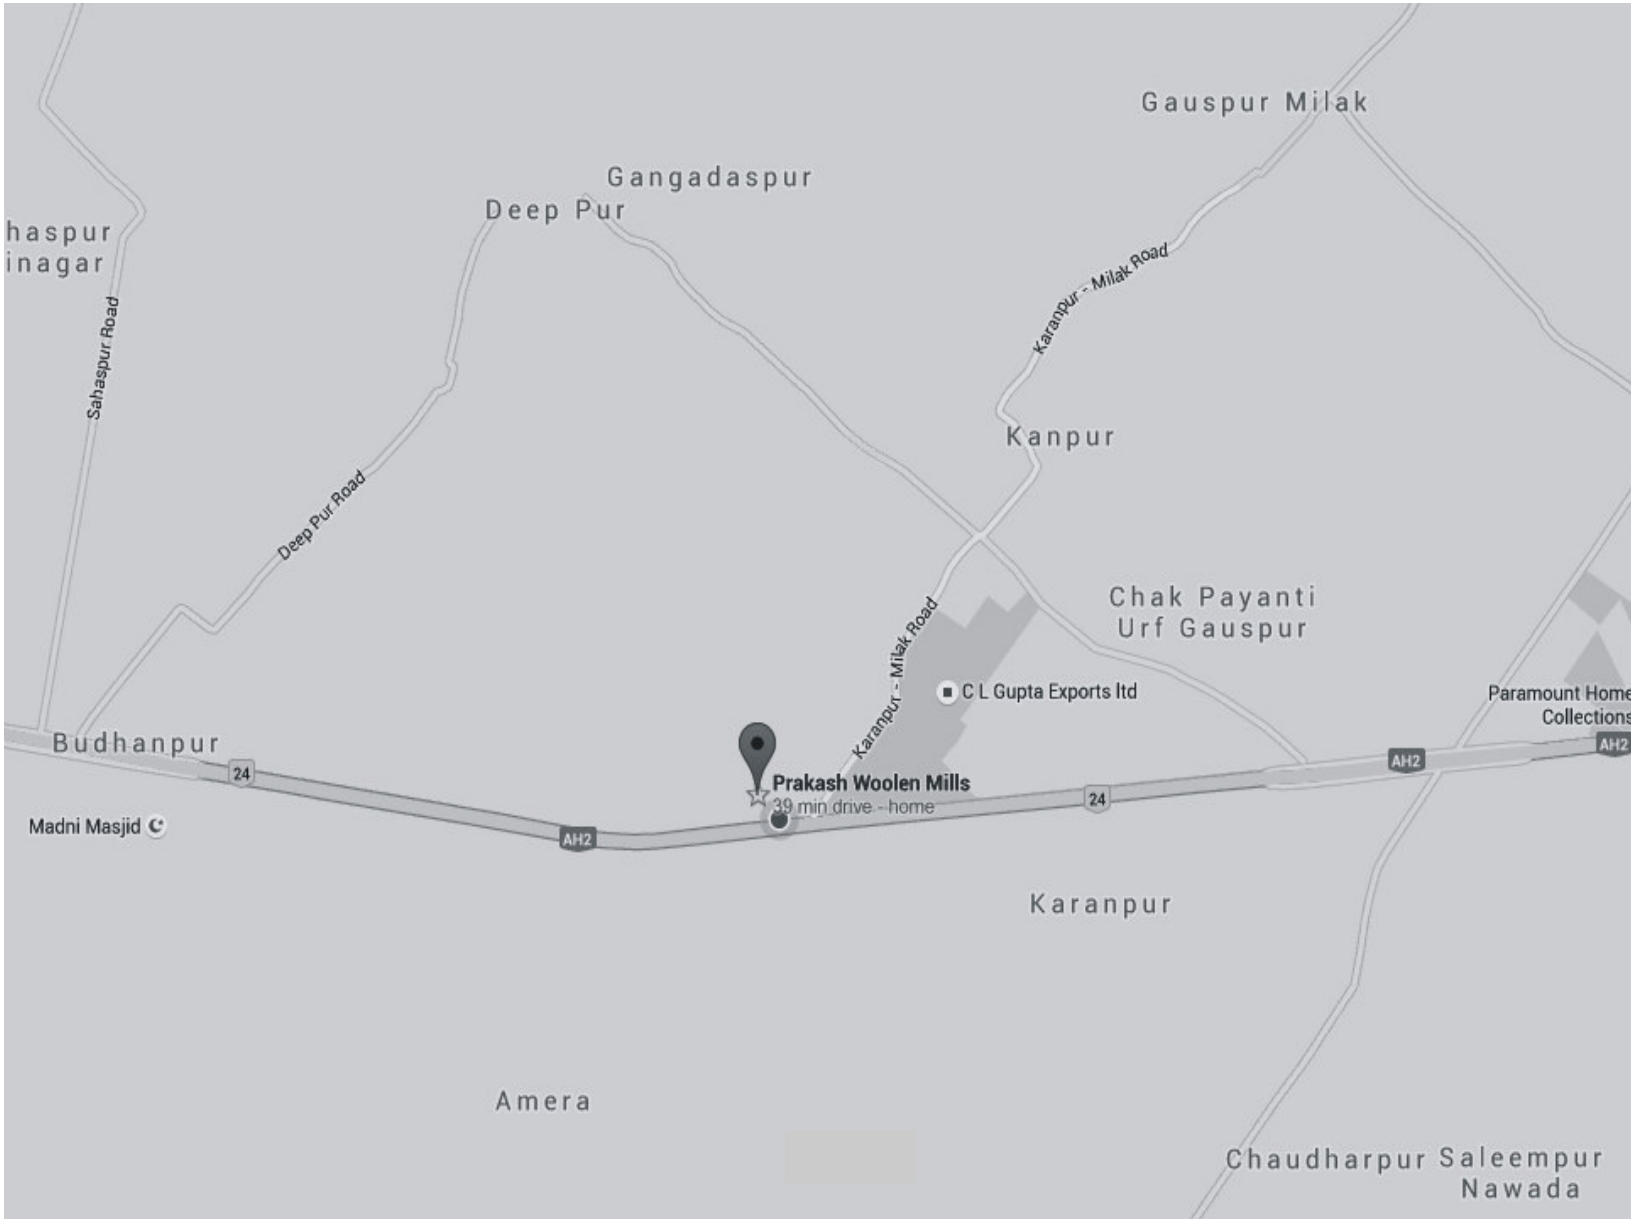 Gauspur Milak
Gangadaspur
Deep Pur
haspur
inagar
Karanpur - Milak Road
Sahaspur Road
Kanpur
Deep Pur Road
Chak Payanti
Urf Gauspur
Karanpur - Milak Road
C L Gupta Exports ltd
Paramount Home
Collections
Budhanpur
AH2
AH2
24
Prakash Woolen Mills
39 min drive - home
24
Madni Masjid
AH2
Karanpur
Amera
Chaudharpur
Saleempur
Nawada